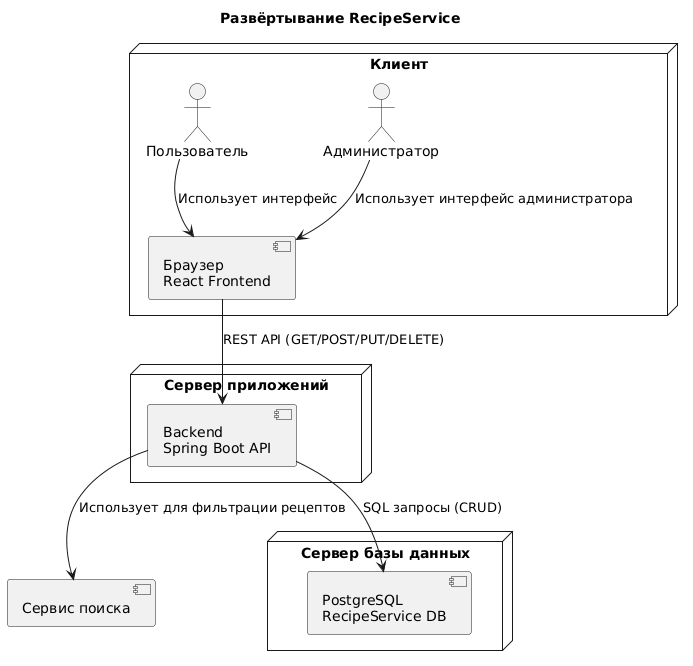 Развёртывание RecipeService
Клиент
Пользователь
Администратор
Использует интерфейс
Использует интерфейс администратора
Браузер
React Frontend
REST API (GET/POST/PUT/DELETE)
Сервер приложений
Backend
Spring Boot API
Использует для фильтрации рецептов
SQL запросы (CRUD)
Сервер базы данных
Сервис поиска
PostgreSQL
RecipeService DB